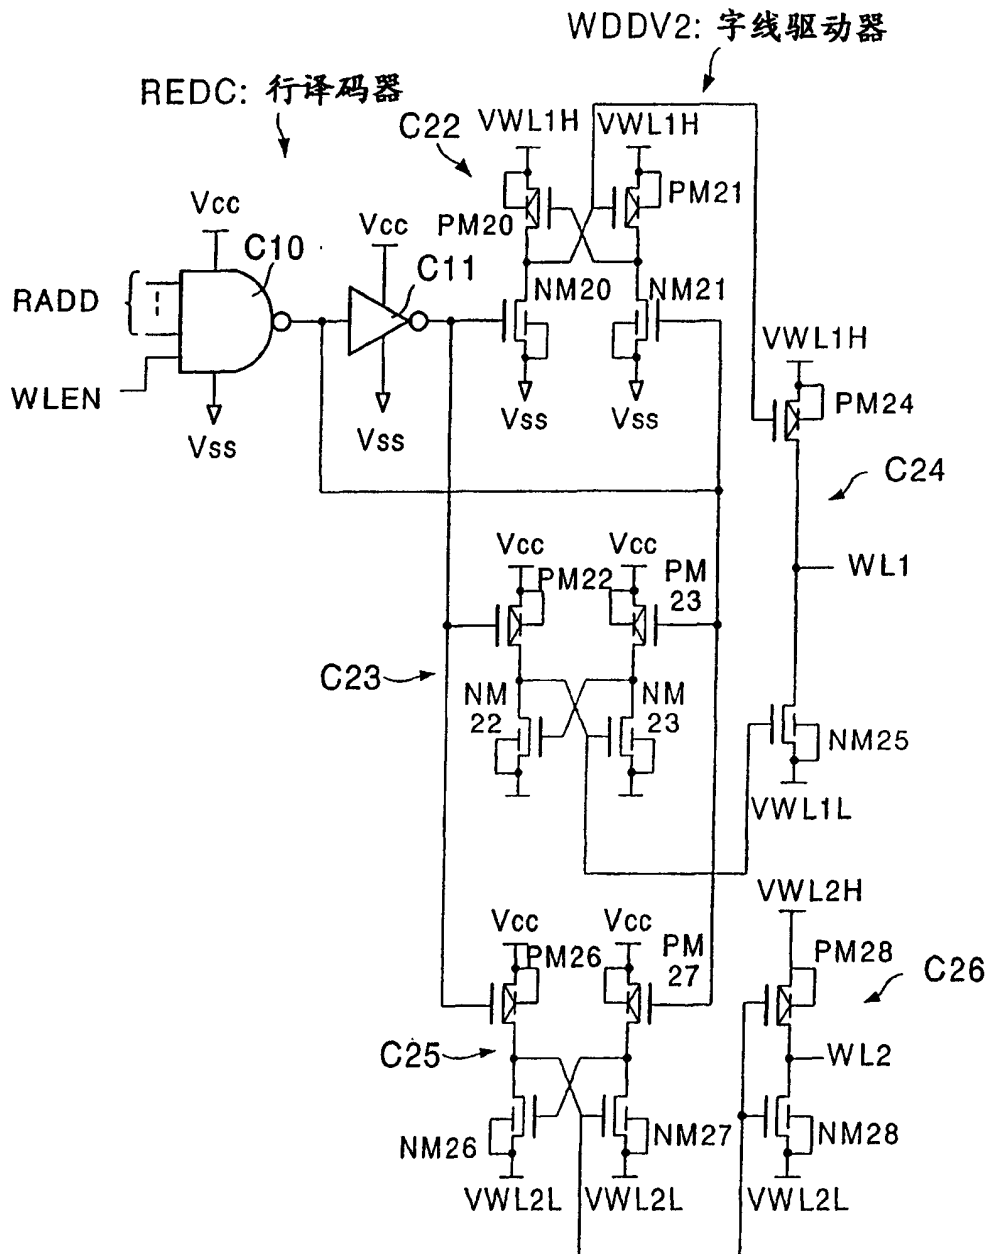 WDDV2: 字线驱动器
REDC: 行译码器
C22
VWL1H
VWL1H
PM20
PM21
Vcc
C10
Vcc
C11
RADD
WLEN
Vss
Vss
NM20
NM21
Vss
Vss
VWL1H
PM24
C24
WL1
Vcc
PM22
Vcc
PM
23
C23
NM
22
NM
23
NM25
VWL1L
VWL2H
Vcc
PM26
Vcc
PM
27
PM28
C26
C25
WL2
NM26
NM27
NM28
VWL2L
VWL2L
VWL2L